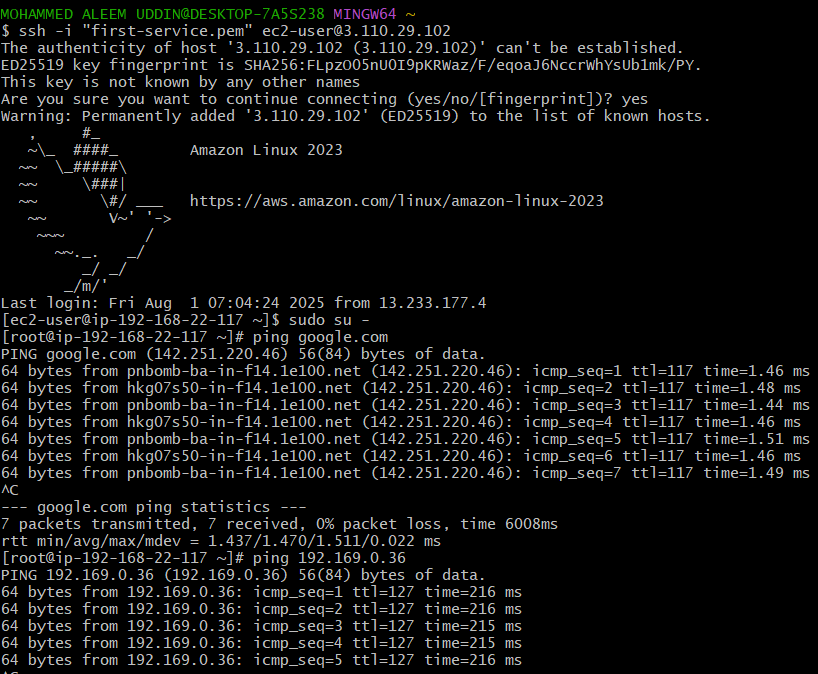 MOHAMMED ALEEM UDDIN@DESKTOP-7A5S238 MINGW64 ~
$ ssh -i "first-service.pem" ec2-user@3.110.29.102
The authenticity of host '3.110.29.102 (3.110.29.102)' can't be established.
ED25519 key fingerprint is SHA256:FLpzO05nUOI9pKRWaz/F/eqoaJ6NccrWhYsUb1mk/PY.
This key is not known by any other names
Are you sure you want to continue connecting (yes/no/[fingerprint])? yes
Warning: Permanently added '3.110.29.102' (ED25519) to the list of known hosts.
   ,     #_
   ~\_  ####_        Amazon Linux 2023
  ~~  \_#####\
  ~~     \###|
  ~~       \#/ ___   https://aws.amazon.com/linux/amazon-linux-2023
   ~~       V~' '->
    ~~~         /
      ~~._.   _/
         _/ _/
       _/m/'
Last login: Fri Aug  1 07:04:24 2025 from 13.233.177.4
[ec2-user@ip-192-168-22-117 ~]$ sudo su -
[root@ip-192-168-22-117 ~]# ping google.com
PING google.com (142.251.220.46) 56(84) bytes of data.
64 bytes from pnbomb-ba-in-f14.1e100.net (142.251.220.46): icmp_seq=1 ttl=117 time=1.46 ms
64 bytes from hkg07s50-in-f14.1e100.net (142.251.220.46): icmp_seq=2 ttl=117 time=1.48 ms
64 bytes from pnbomb-ba-in-f14.1e100.net (142.251.220.46): icmp_seq=3 ttl=117 time=1.44 ms
64 bytes from hkg07s50-in-f14.1e100.net (142.251.220.46): icmp_seq=4 ttl=117 time=1.46 ms
64 bytes from pnbomb-ba-in-f14.1e100.net (142.251.220.46): icmp_seq=5 ttl=117 time=1.51 ms
64 bytes from hkg07s50-in-f14.1e100.net (142.251.220.46): icmp_seq=6 ttl=117 time=1.46 ms
64 bytes from pnbomb-ba-in-f14.1e100.net (142.251.220.46): icmp_seq=7 ttl=117 time=1.49 ms
^C
--- google.com ping statistics ---
7 packets transmitted, 7 received, 0% packet loss, time 6008ms
rtt min/avg/max/mdev = 1.437/1.470/1.511/0.022 ms
[root@ip-192-168-22-117 ~]# ping 192.169.0.36
PING 192.169.0.36 (192.169.0.36) 56(84) bytes of data.
64 bytes from 192.169.0.36: icmp_seq=1 ttl=127 time=216 ms
64 bytes from 192.169.0.36: icmp_seq=2 ttl=127 time=216 ms
64 bytes from 192.169.0.36: icmp_seq=3 ttl=127 time=215 ms
64 bytes from 192.169.0.36: icmp_seq=4 ttl=127 time=215 ms
64 bytes from 192.169.0.36: icmp_seq=5 ttl=127 time=216 ms